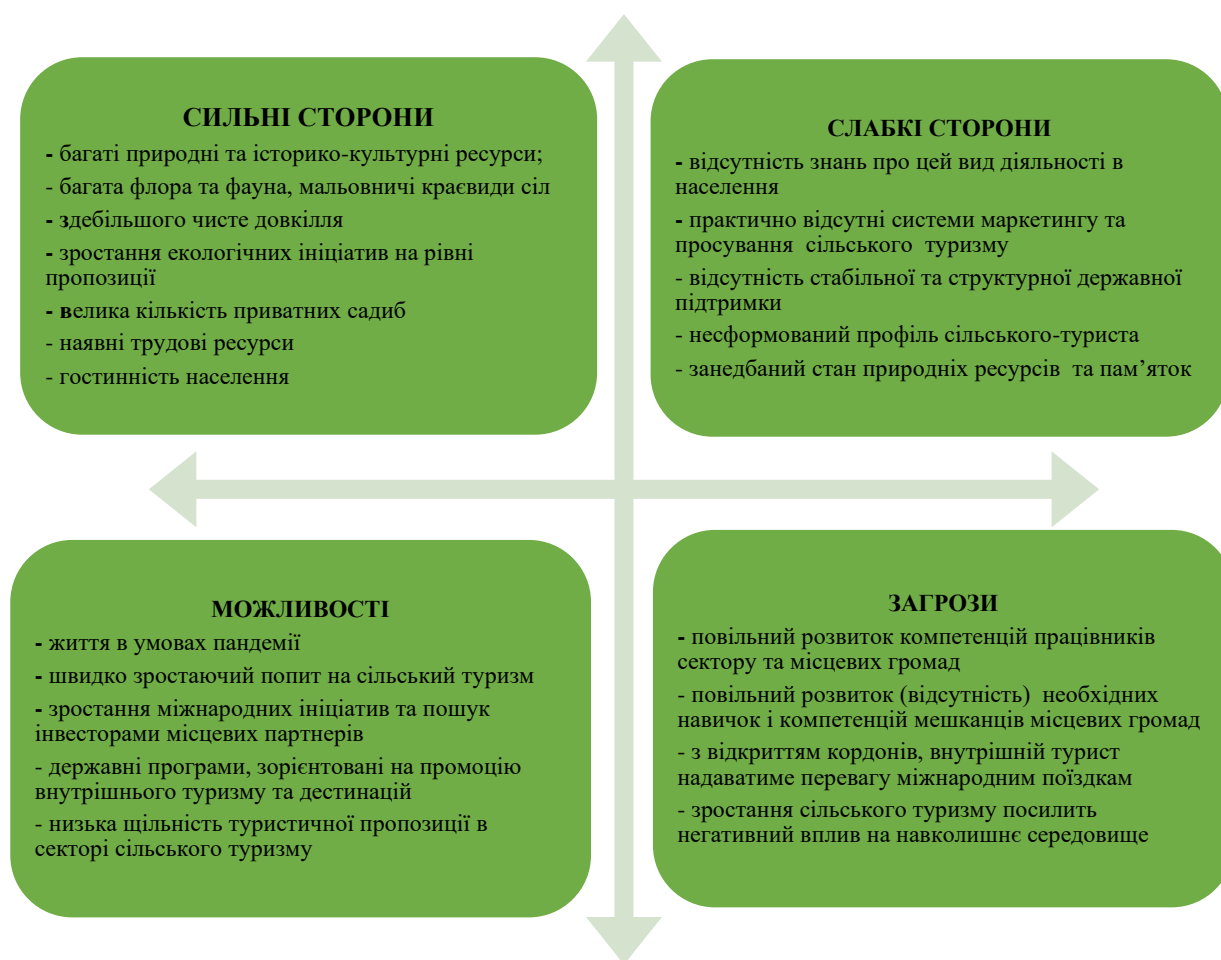 СИЛЬНІ СТОРОНИ
- багаті природні та історико-культурні ресурси;
- багата флора та фауна, мальовничі краєвиди сіл
- здебільшого чисте довкілля
- зростання екологічних ініціатив на рівні
пропозиції
- велика кількість приватних садиб
- наявні трудові ресурси
- гостинність населення
СЛАБКІ СТОРОНИ
- відсутність знань про цей вид діяльності в
населення
- практично відсутні системи маркетингу та
просування сільського туризму
- відсутність стабільної та структурної державної
підтримки
- несформований профіль сільського-туриста
- занедбаний стан природніх ресурсів та пам’яток
МОЖЛИВОСТІ
- життя в умовах пандемії
- швидко зростаючий попит на сільський туризм
- зростання міжнародних ініціатив та пошук
інвесторами місцевих партнерів
- державні програми, зорієнтовані на промоцію
внутрішнього туризму та дестинацій
- низька щільність туристичної пропозиції в
секторі сільського туризму
ЗАГРОЗИ
- повільний розвиток компетенцій працівників
сектору та місцевих громад
- повільний розвиток (відсутність) необхідних
навичок і компетенцій мешканців місцевих громад
- з відкриттям кордонів, внутрішній турист
надаватиме перевагу міжнародним поїздкам
- зростання сільського туризму посилить
негативний вплив на навколишнє середовище